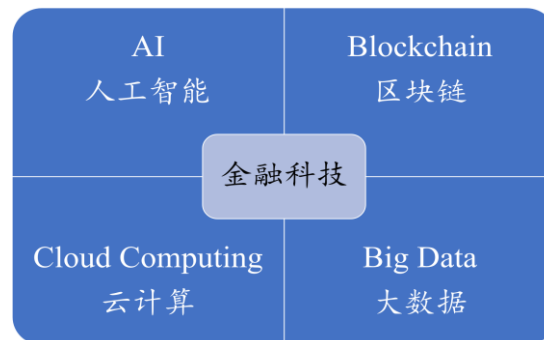 AI
人工智能
Blockchain
区块链
金融科技
Cloud Computing
云计算
Big Data
大数据